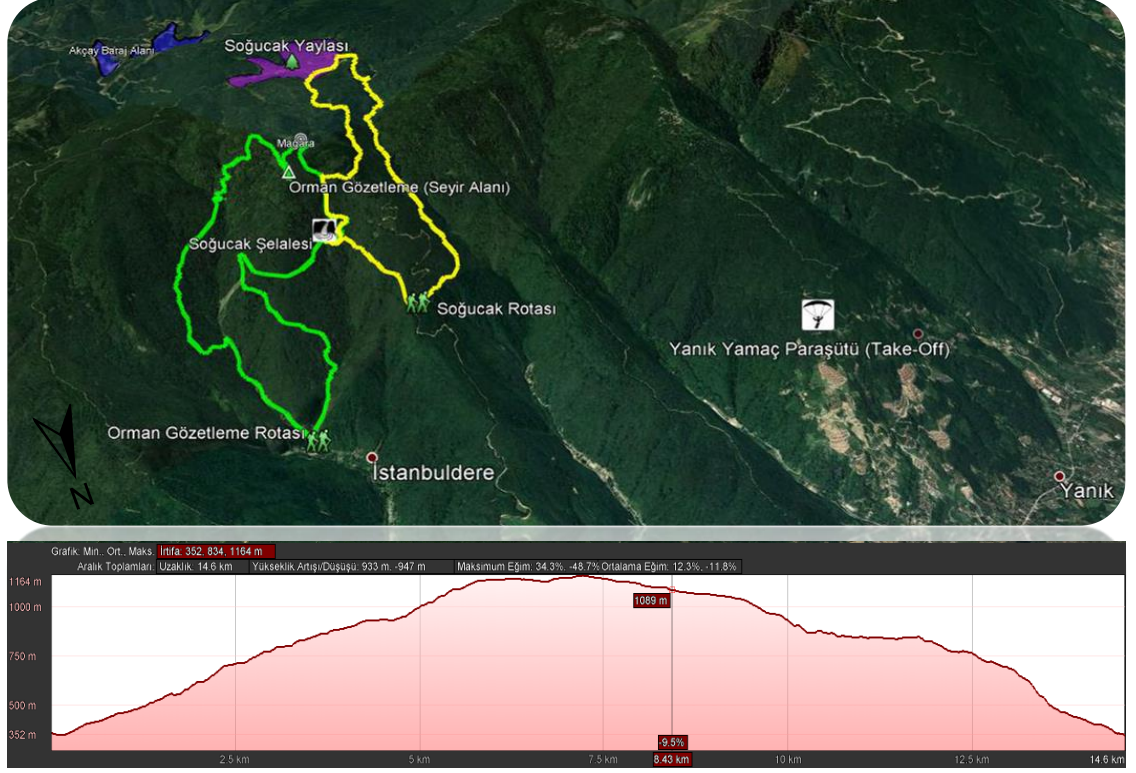 Akçay Baraj Alanı
Soğucak Yaylası
Mağara
Orman Gözetleme (Seyir Alanı)
Soğucak Şelalesi
Soğucak Rotası
Yanık Yamaç Paraşütü (Take-Off)
Orman Gözetleme Rotası
İstanbuldere
Yanık
N
Grafik: Min., Ort., Maks. İrtifa: 352, 834, 1164 m
Aralık Toplamları: Uzaklık: 14.6 km Yükseklik Artışı/Düşüşü: 933 m, -947 m Maksimum Eğim: 34.3%, -48.7% Ortalama Eğim: 12.3%, -11.8%
1164 m
1000 m
1089 m
750 m
500 m
352 m
-9.5%
2.5 km 5 km 7.5 km 8.43 km 10 km 12.5 km 14.6 km